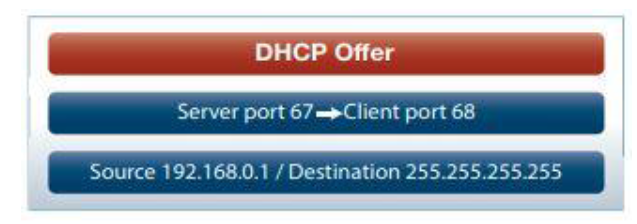 DHCP Offer
Server port 67→Client port 68
Source 192.168.0.1 / Destination 255.255.255.255